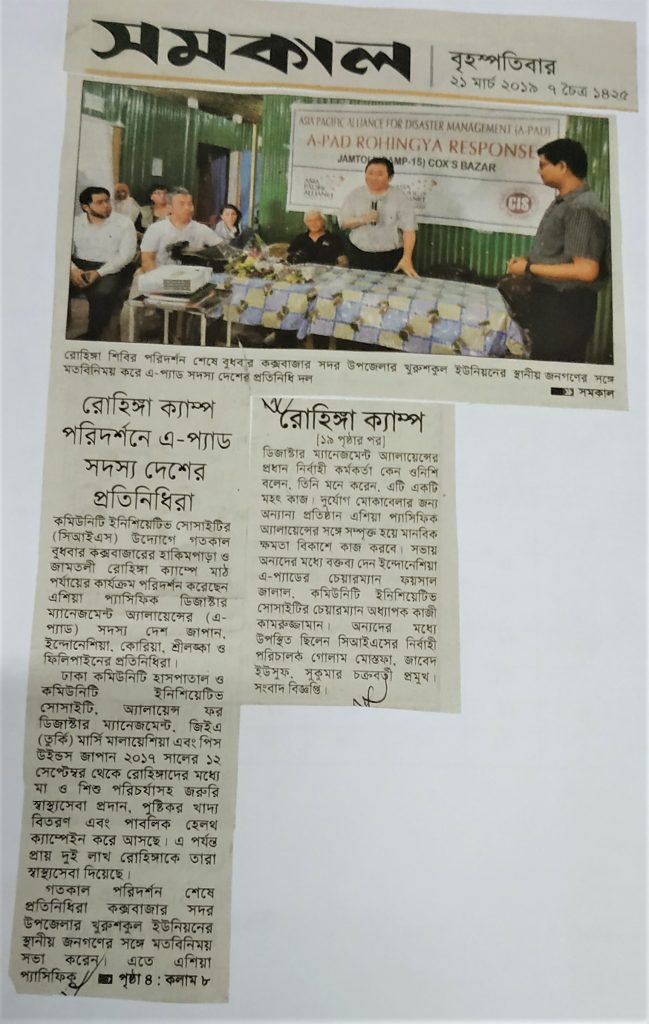 সমকাল
বৃহস্পতিবার
২১ মার্চ ২০১৯ ৭ চৈত্র ১৪২৫
ASIA PACIFIC ALLIANCE FOR DISASTER MANAGEMENT (A-PAD)
A-PAD ROHINGYA RESPONSE
JAMTOLI (CAMP-15) COX'S BAZAR
ASIA
PACIFIC
ALLIANCE
CIS
রোহিঙ্গা শিবির পরিদর্শন শেষে বুধবার কক্সবাজার সদর উপজেলার খুরুশকুল ইউনিয়নের স্থানীয় জনগণের সঙ্গে
মতবিনিময় করে এ-প্যাড সদস্য দেশের প্রতিনিধি দল
সমকাল
রোহিঙ্গা ক্যাম্প
পরিদর্শনে এ-প্যাড
সদস্য দেশের
প্রতিনিধিরা
কমিউনিটি ইনিশিয়েটিভ সোসাইটির
(সিআইএস) উদ্যোগে গতকাল
বুধবার কক্সবাজারের হাকিমপাড়া ও
জামতলী রোহিঙ্গা ক্যাম্পে মাঠ
পর্যায়ের কার্যক্রম পরিদর্শন করেছেন
এশিয়া প্যাসিফিক ডিজাস্টার
ম্যানেজমেন্ট অ্যালায়েন্সের (এ-
প্যাড) সদস্য দেশ জাপান,
ইন্দোনেশিয়া, কোরিয়া, শ্রীলঙ্কা ও
ফিলিপাইনের প্রতিনিধিরা।
ঢাকা কমিউনিটি হাসপাতাল ও
কমিউনিটি ইনিশিয়েটিভ
সোসাইটি, অ্যালায়েন্স ফর
ডিজাস্টার ম্যানেজমেন্ট, জিইএ
(তুর্কি) মার্সি মালায়েশিয়া এবং পিস
উইন্ডস জাপান ২০১৭ সালের ১২
সেপ্টেম্বর থেকে রোহিঙ্গাদের মধ্যে
মা ও শিশু পরিচর্যাসহ জরুরি
স্বাস্থ্যসেবা প্রদান, পুষ্টিকর খাদ্য
বিতরণ এবং পাবলিক হেলথ
ক্যাম্পেইন করে আসছে। এ পর্যন্ত
প্রায় দুই লাখ রোহিঙ্গাকে তারা
স্বাস্থ্যসেবা দিয়েছে।
গতকাল পরিদর্শন শেষে
প্রতিনিধিরা কক্সবাজার সদর
উপজেলার খুরুশকুল ইউনিয়নের
স্থানীয় জনগণের সঙ্গে মতবিনিময়
সভা করেন। এতে এশিয়া
প্যাসিফিক পৃষ্ঠা ৪ : কলাম ৮
রোহিঙ্গা ক্যাম্প
[১৯ পৃষ্ঠার পর]
ডিজাস্টার ম্যানেজমেন্ট অ্যালায়েন্সের
প্রধান নির্বাহী কর্মকর্তা কেন ওনিশি
বলেন, তিনি মনে করেন, এটি একটি
মহৎ কাজ। দুর্যোগ মোকাবেলার জন্য
অন্যান্য প্রতিষ্ঠান এশিয়া প্যাসিফিক
অ্যালায়েন্সের সঙ্গে সম্পৃক্ত হয়ে মানবিক
ক্ষমতা বিকাশে কাজ করবে। সভায়
অন্যদের মধ্যে বক্তব্য দেন ইন্দোনেশিয়া
এ-প্যাডের চেয়ারম্যান ফয়সাল
জালাল, কমিউনিটি ইনিশিয়েটিভ
সোসাইটির চেয়ারম্যান অধ্যাপক কাজী
কামরুজ্জামান। অন্যদের মধ্যে
উপস্থিত ছিলেন সিআইএসের নির্বাহী
পরিচালক গোলাম মোস্তফা, জাবেদ
ইউসুফ, সুকুমার চক্রবর্তী প্রমুখ।
সংবাদ বিজ্ঞপ্তি।